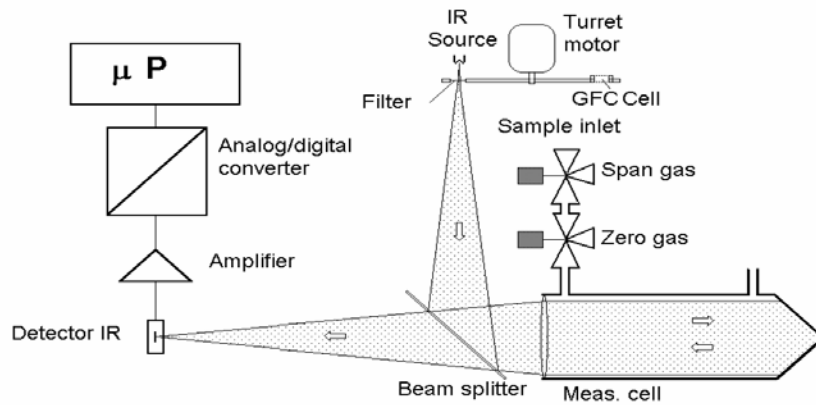 IR
Source
Turret
motor
μ P
Filter
GFC Cell
Sample inlet
Analog/digital
converter
Span gas
Zero gas
Amplifier
Detector IR
Beam splitter
Meas. cell